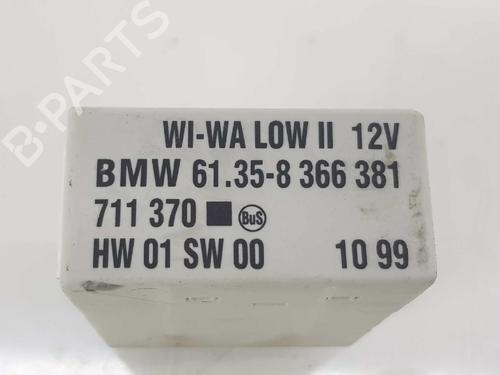 B-PARTS
WI-WA LOW II 12V
BMW 61.35-8 366 381
711 370 ■ BuS
HW 01 SW 00 10 99